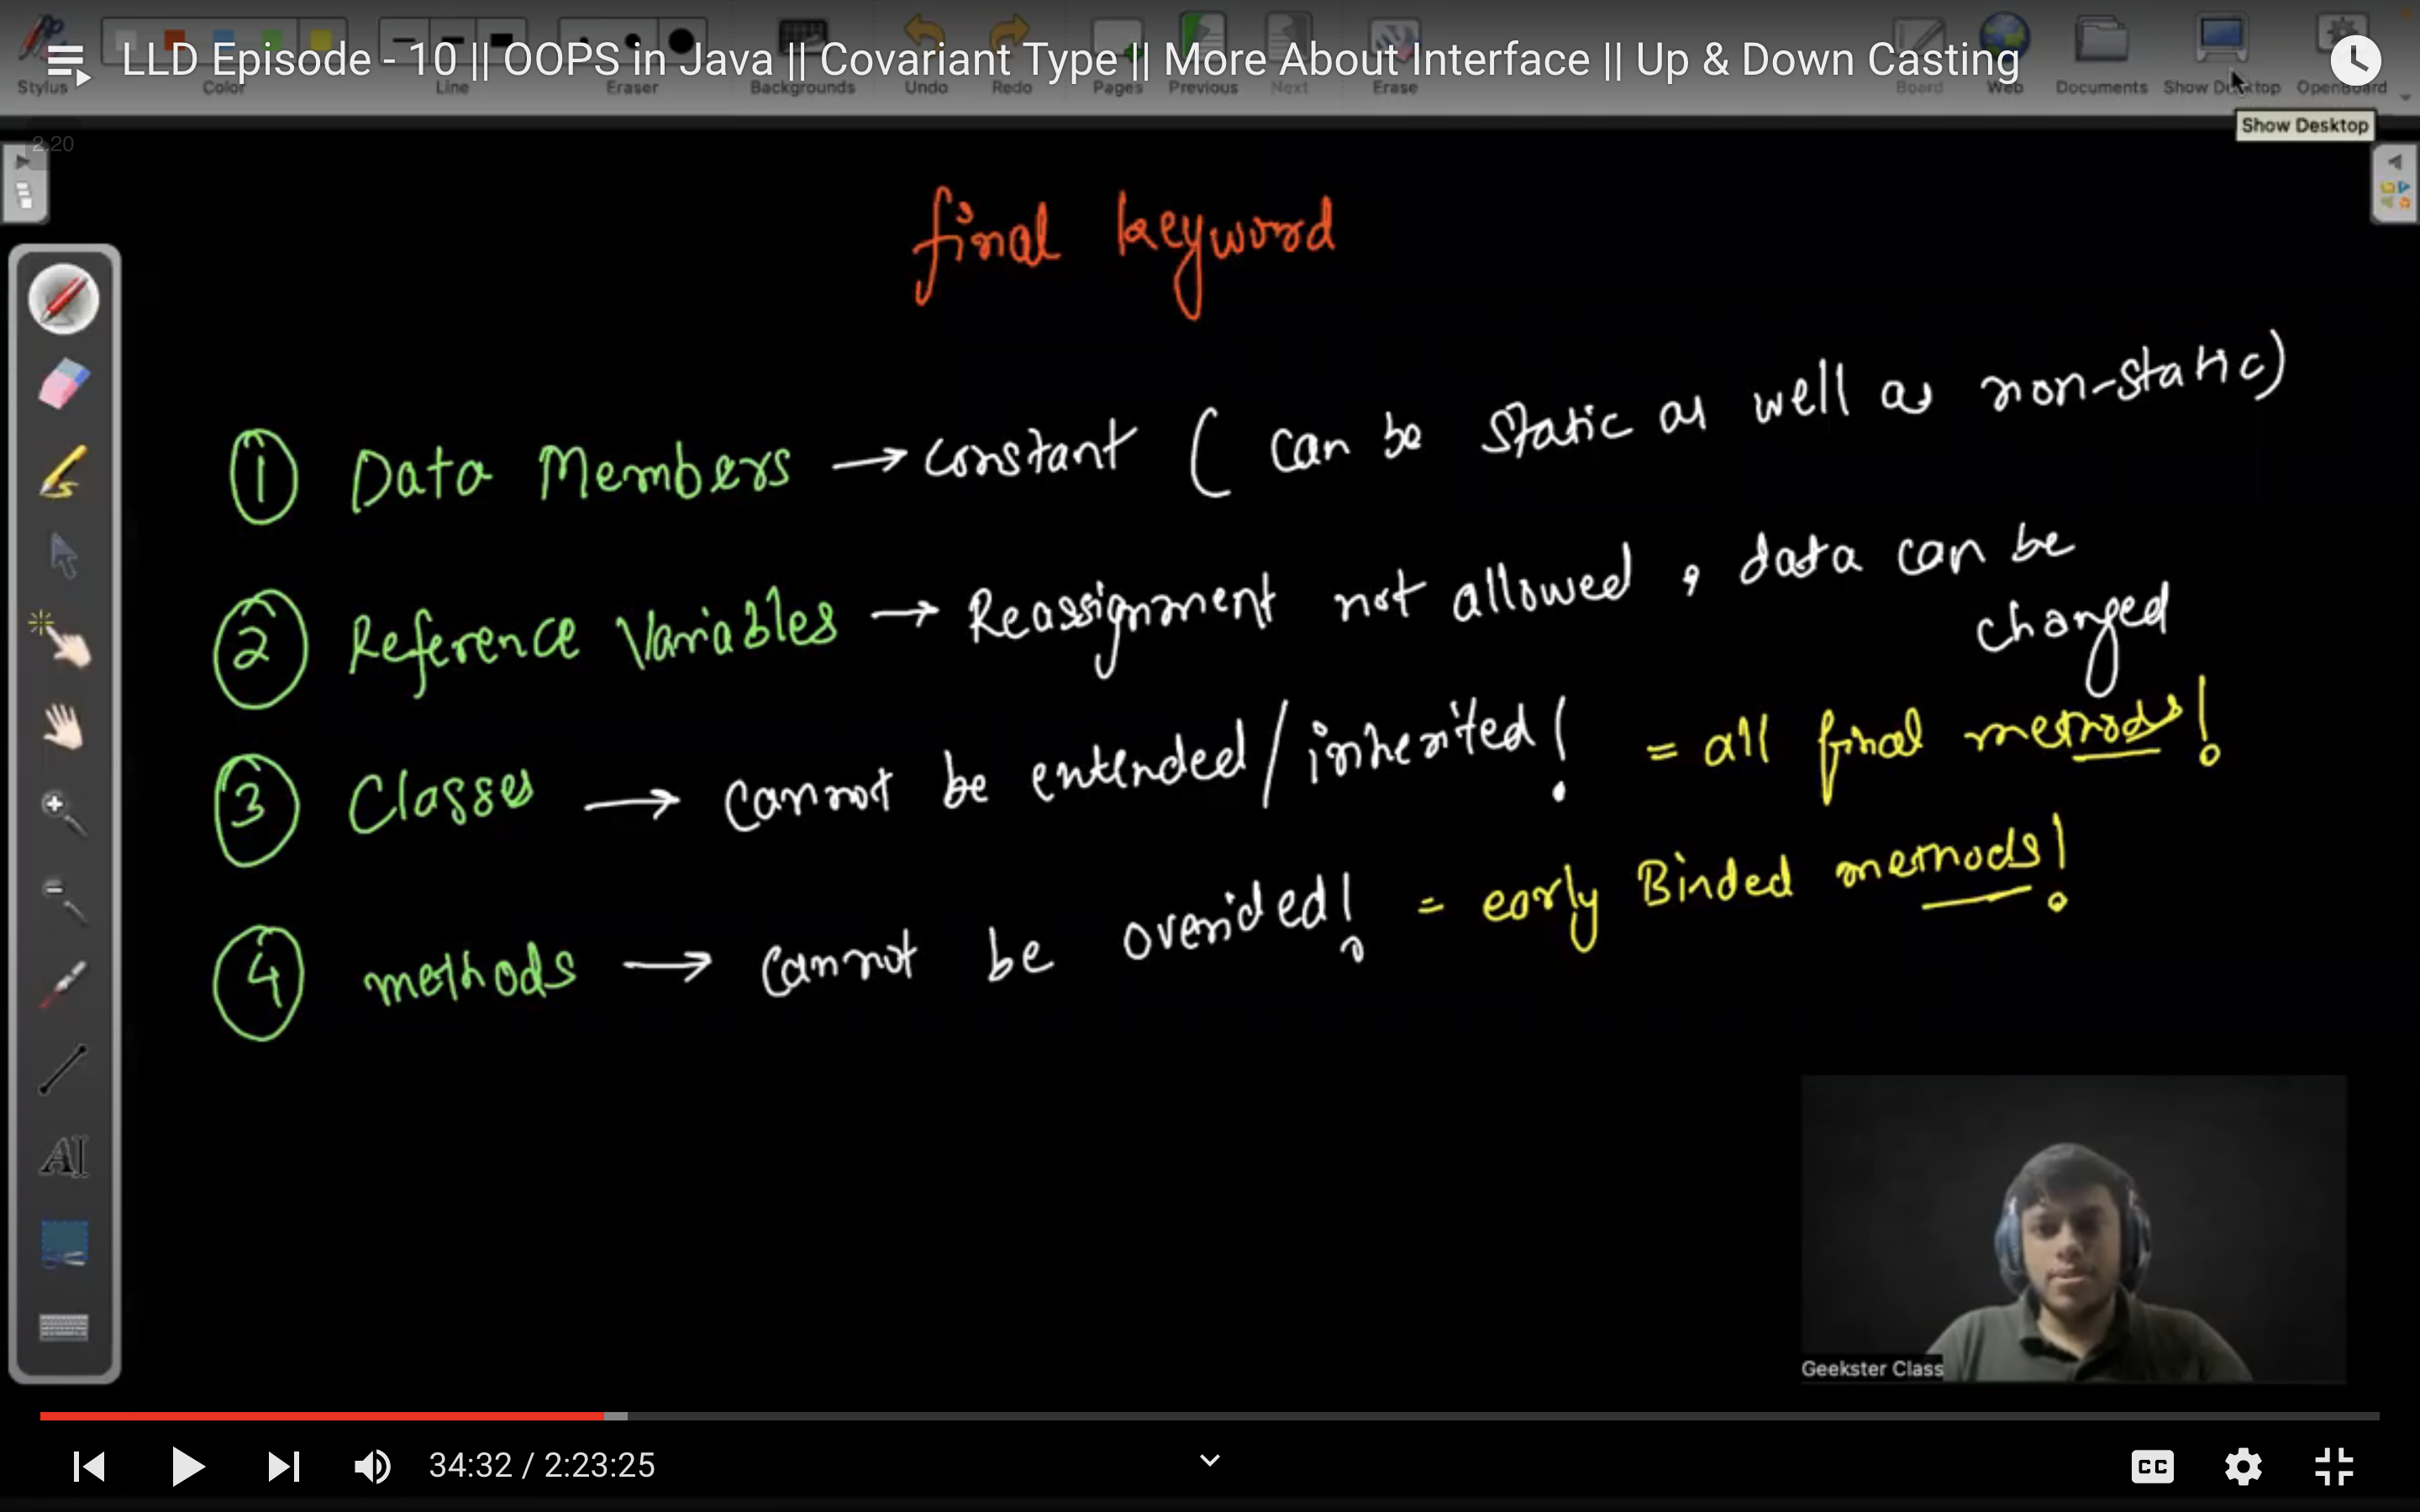 LLD Episode - 10 || OOPS in Java || Covariant Type || More About Interface || Up & Down Casting
Stylus Color Line Eraser Backgrounds Undo Redo Pages Previous Next Erase Board Web Documents Show Desktop OpenBoard
Show Desktop
2.20
final keyword
1 Data Members → constant ( can be static as well as non-static)
2 Reference Variables → Reassignment not allowed , data can be
changed
3 Classes → cannot be extended/inherited! = all final methods!
4 methods → cannot be overrided! = early Binded methods!
Geekster Class
34:32 / 2:23:25
CC